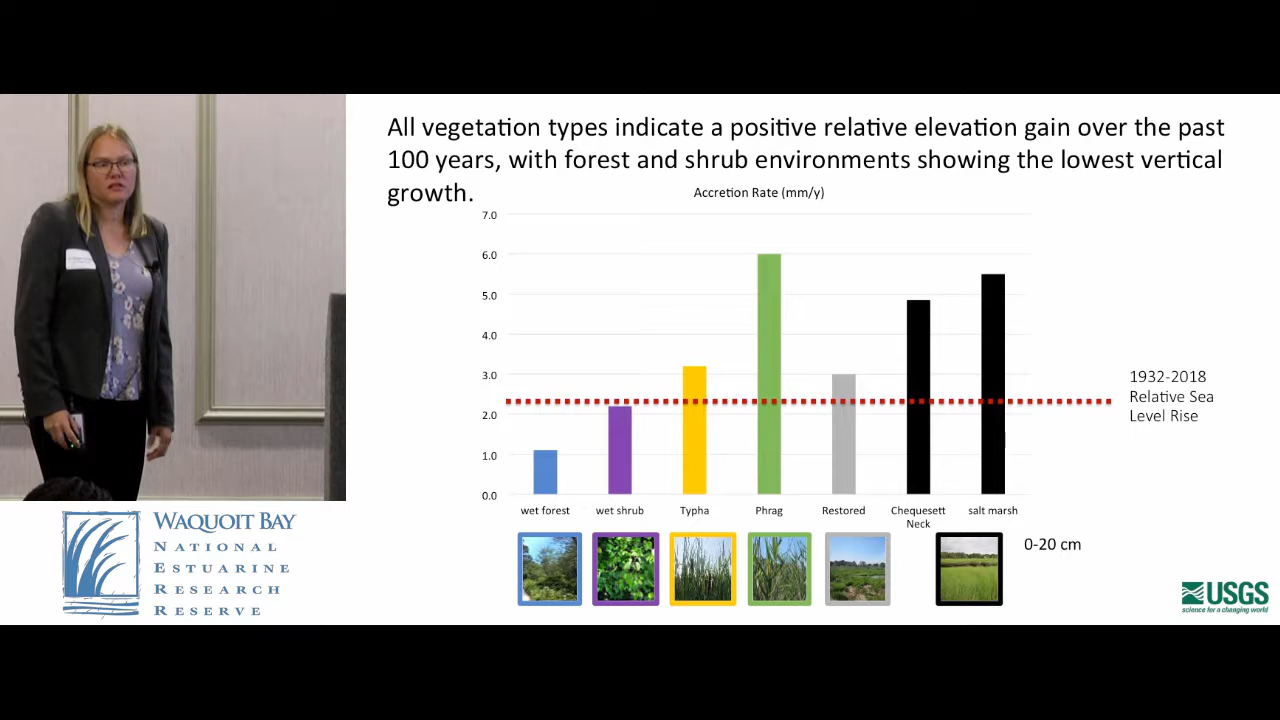 All vegetation types indicate a positive relative elevation gain over the past
100 years, with forest and shrub environments showing the lowest vertical
growth.
Accretion Rate (mm/y)
7.0
6.0
5.0
4.0
3.0
2.0
1.0
0.0
1932-2018
Relative Sea
Level Rise
wet forest
wet shrub
Typha
Phrag
Restored
Chequesett
Neck
salt marsh
0-20 cm
WAQUOIT BAY
NATIONAL
ESTUARINE
RESEARCH
RESERVE
USGS
science for a changing world